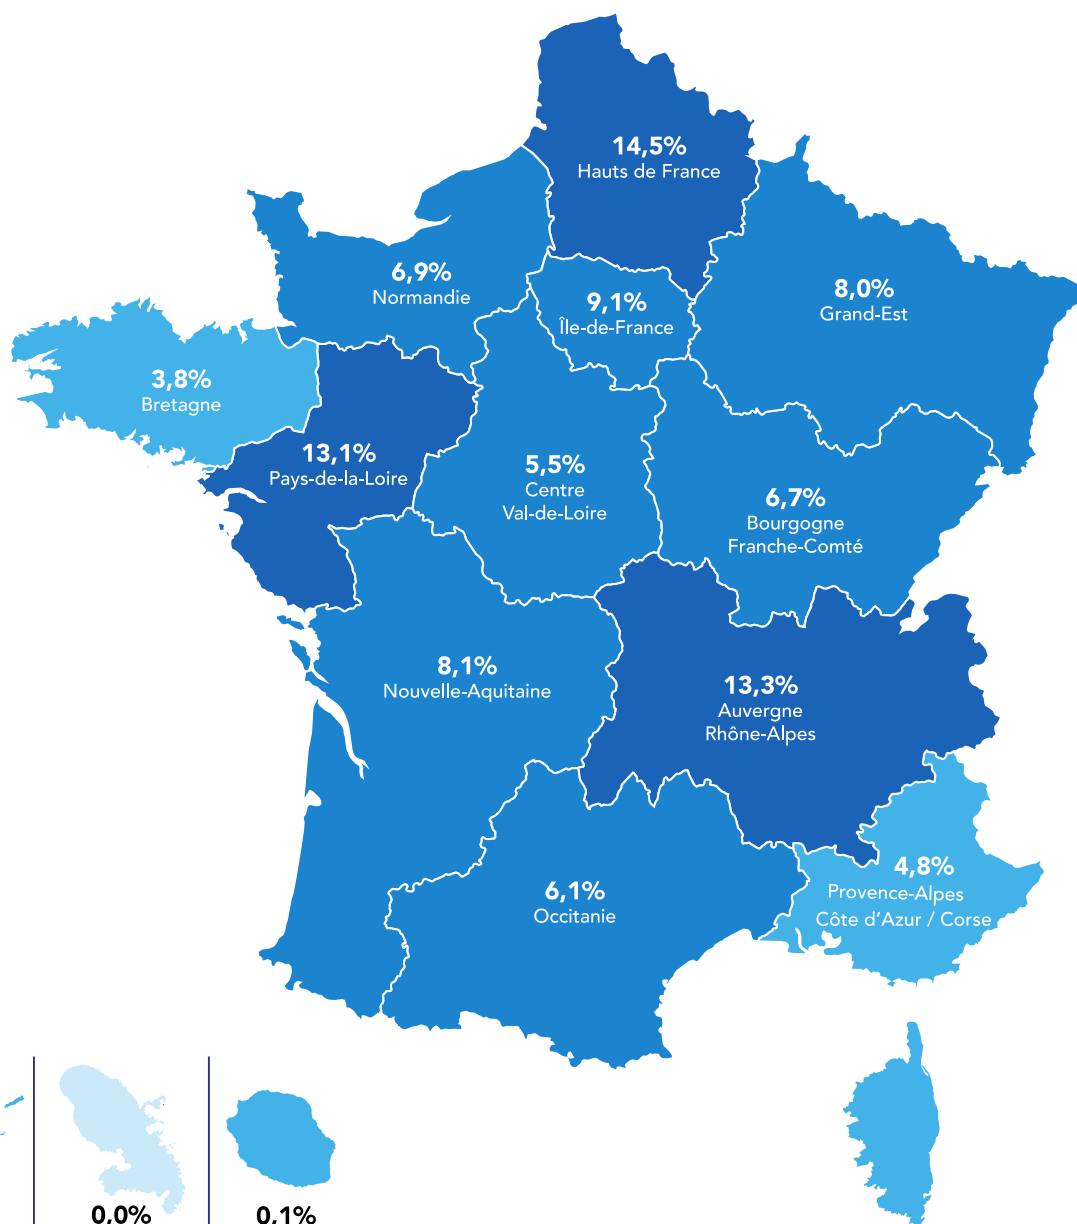 14,5%
Hauts de France
6,9%
Normandie
9,1%
Île-de-France
8,0%
Grand-Est
3,8%
Bretagne
13,1%
Pays-de-la-Loire
5,5%
Centre
Val-de-Loire
6,7%
Bourgogne
Franche-Comté
8,1%
Nouvelle-Aquitaine
13,3%
Auvergne
Rhône-Alpes
4,8%
Provence-Alpes
Côte d'Azur / Corse
6,1%
Occitanie
0,0%
0,1%